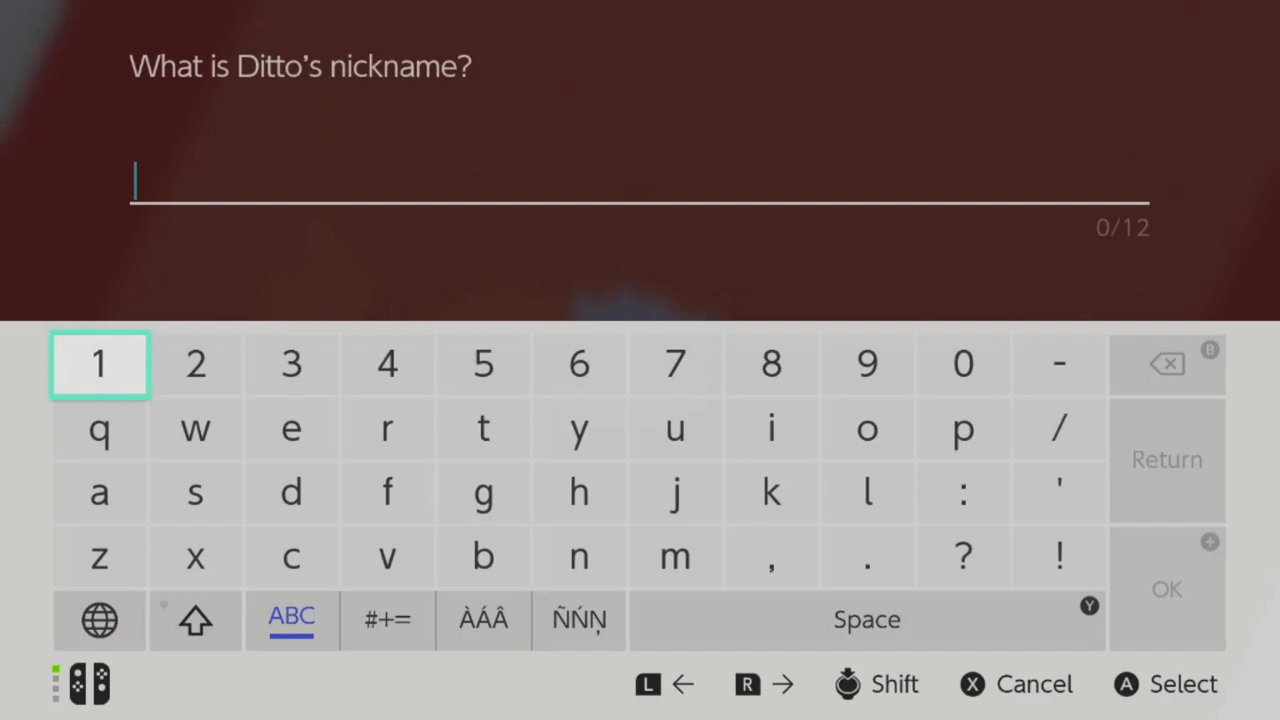 What is Ditto's nickname?
0/12
1 2 3 4 5 6 7 8 9 0 -
B
q w e r t y u i o p /
Return
a s d f g h j k l : '
z x c v b n m , . ? !
+
OK
ABC #+= ÀÁÂ ÑŃŅ Space Y
L ← R → Shift X Cancel A Select